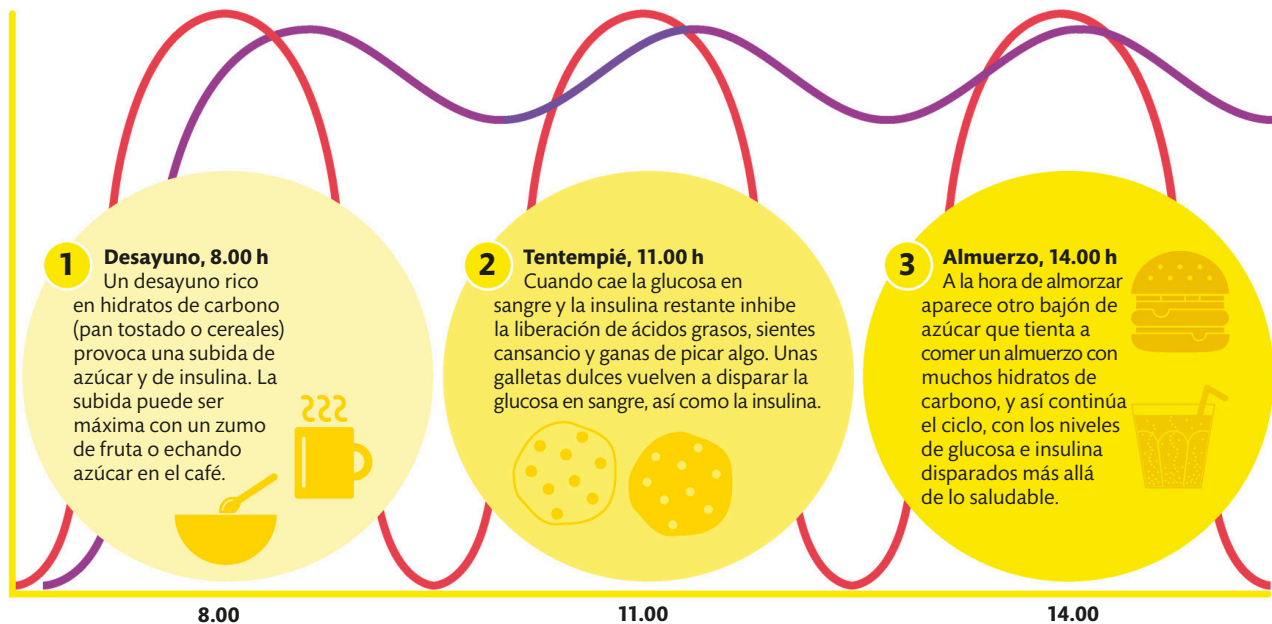 1
Desayuno, 8.00 h
Un desayuno rico
en hidratos de carbono
(pan tostado o cereales)
provoca una subida de
azúcar y de insulina. La
subida puede ser
máxima con un zumo
de fruta o echando
azúcar en el café.
2
Tentempié, 11.00 h
Cuando cae la glucosa en
sangre y la insulina restante inhibe
la liberación de ácidos grasos, sientes
cansancio y ganas de picar algo. Unas
galletas dulces vuelven a disparar la
glucosa en sangre, así como la insulina.
3
Almuerzo, 14.00 h
A la hora de almorzar
aparece otro bajón de
azúcar que tienta a
comer un almuerzo con
muchos hidratos de
carbono, y así continúa
el ciclo, con los niveles
de glucosa e insulina
disparados más allá
de lo saludable.
8.00
11.00
14.00